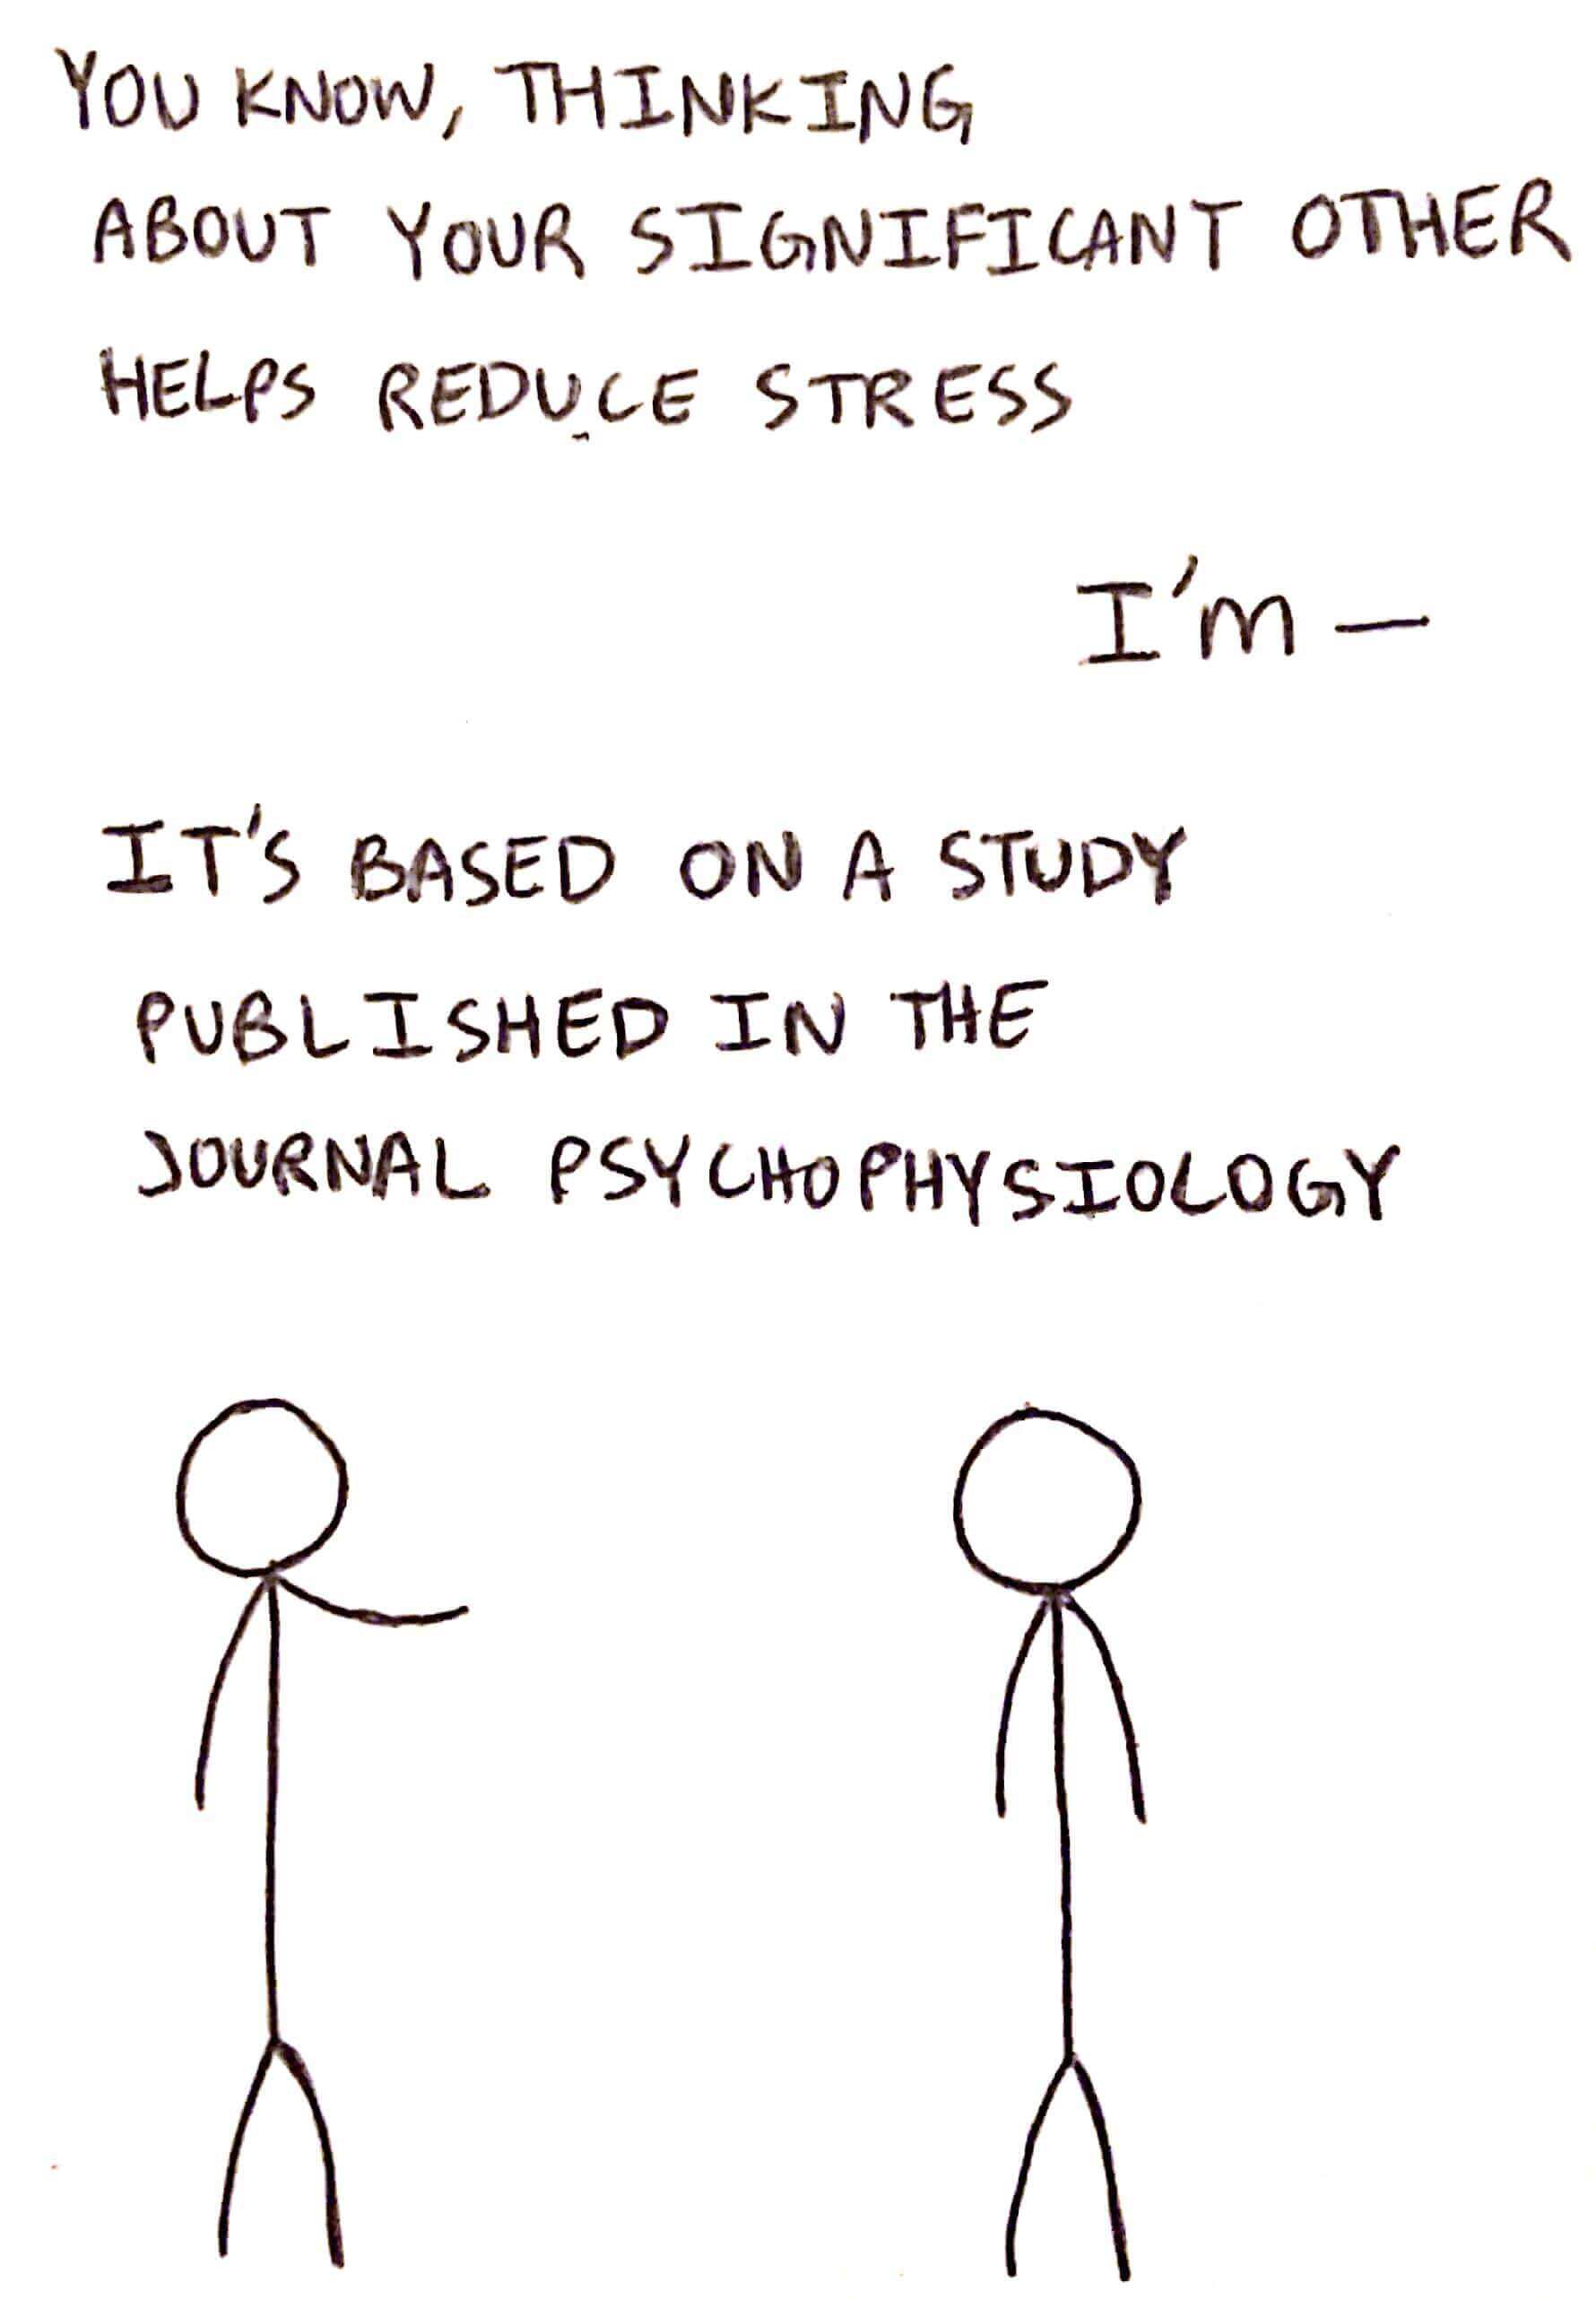 YOU KNOW, THINKING
ABOUT YOUR SIGNIFICANT OTHER
HELPS REDUCE STRESS
I'm —
IT'S BASED ON A STUDY
PUBLISHED IN THE
JOURNAL PSYCHOPHYSIOLOGY